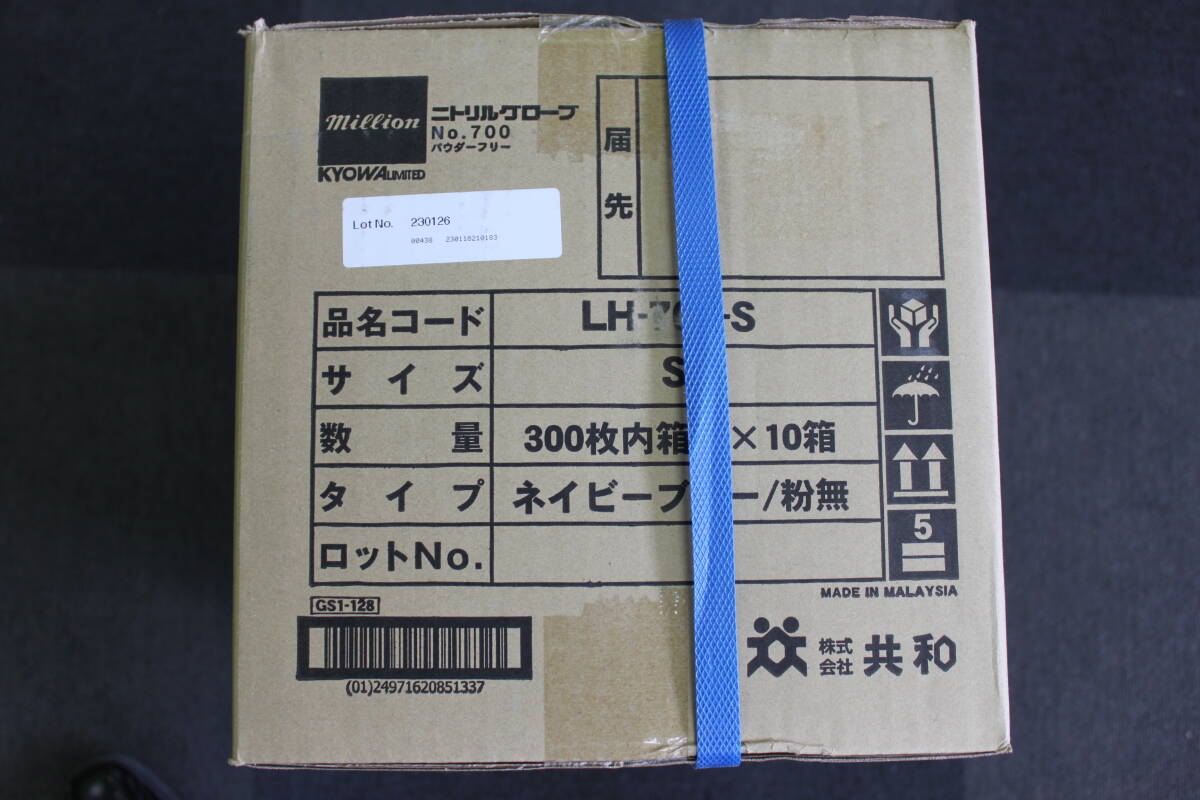 Million
KYOWA LIMITED
ニトリルグローブ
No.700
パウダーフリー
届先
Lot No. 230126
00438 230118210183
品名コード LH-7 -S
サイズ S
数量 300枚内箱 ×10箱
タイプ ネイビーブ ー/粉無
ロットNo.
5
MADE IN MALAYSIA
GS1-128
(01)24971620851337
株式会社 共和